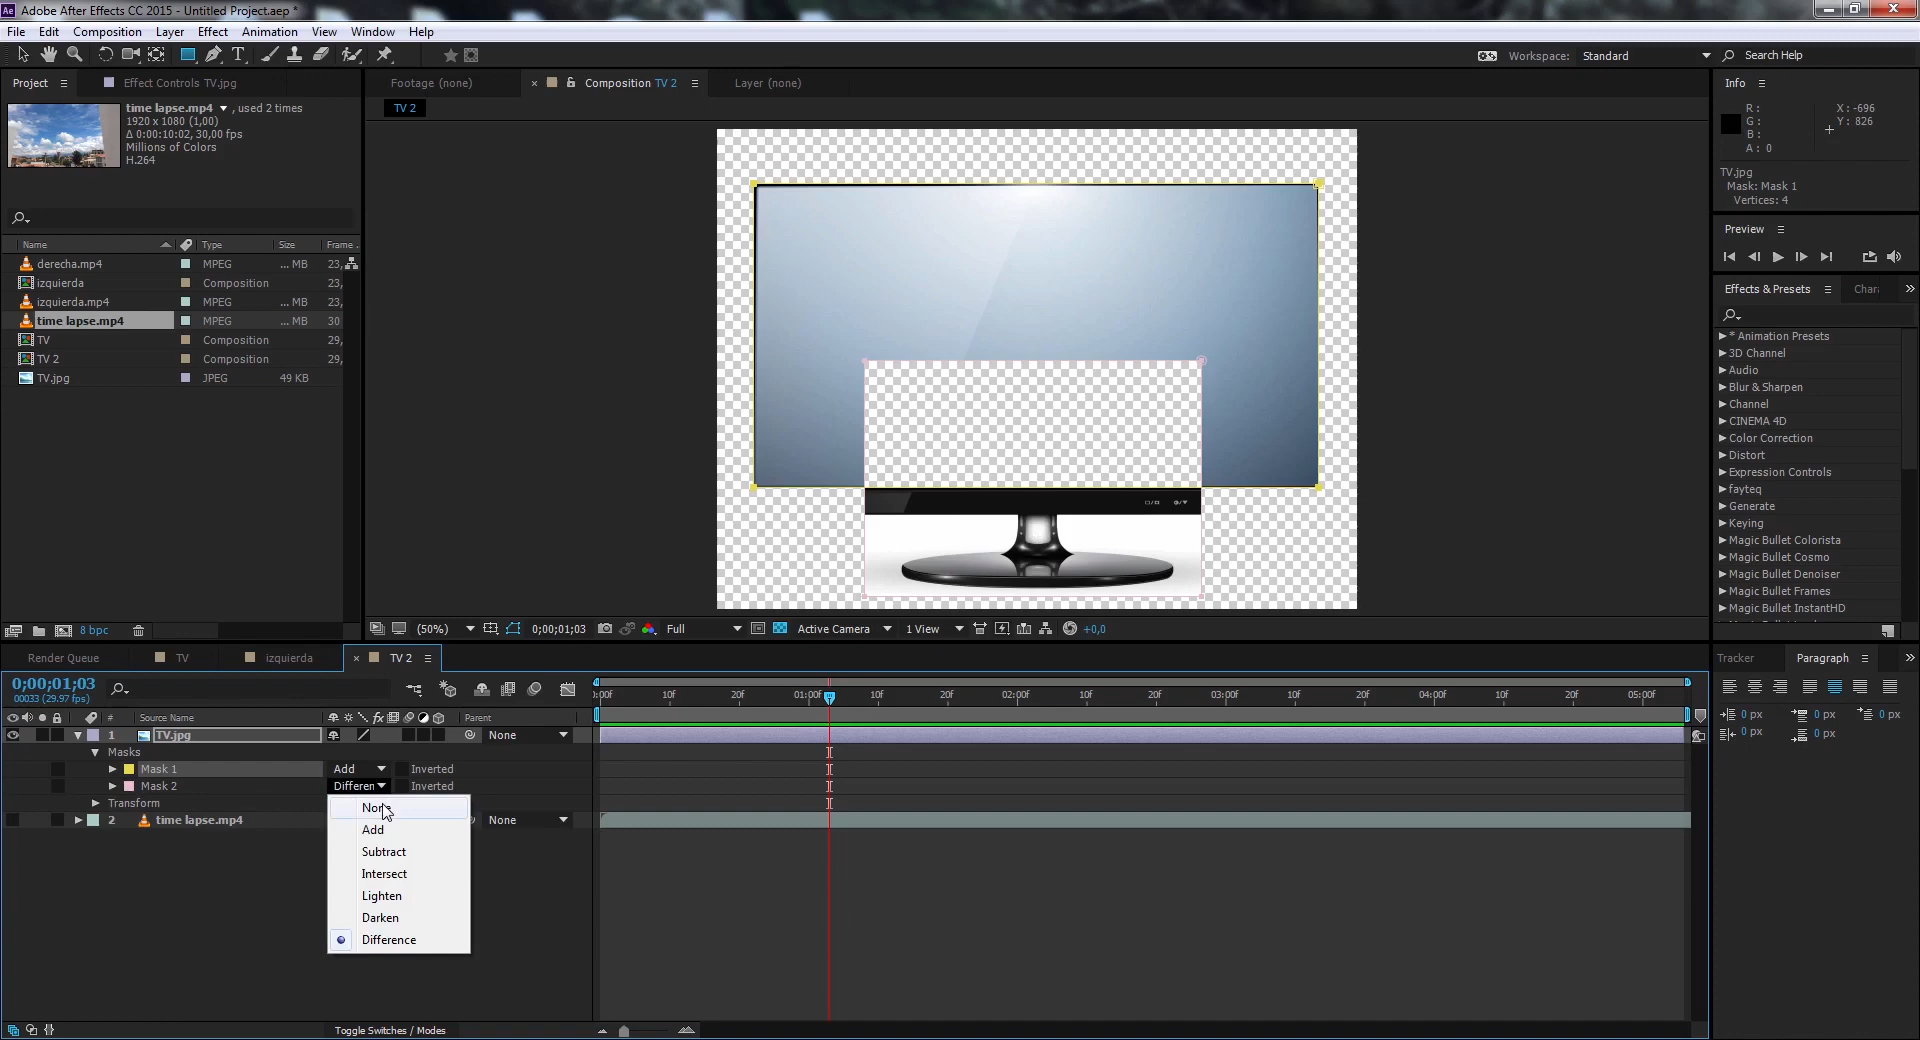 Ae Adobe After Effects CC 2015 - Untitled Project.aep *
File Edit Composition Layer Effect Animation View Window Help
Workspace: Standard Search Help
Project Effect Controls TV.jpg
time lapse.mp4 , used 2 times
1920 x 1080 (1,00)
Δ 0:00:10:02, 30,00 fps
Millions of Colors
H.264
Name Type Size Frame .
derecha.mp4 MPEG ... MB 23,
izquierda Composition 23,
izquierda.mp4 MPEG ... MB 23,
time lapse.mp4 MPEG ... MB 30
TV Composition 29,
TV 2 Composition 29,
TV.jpg JPEG 49 KB
8 bpc
Footage (none) Composition TV 2 Layer (none)
TV 2
(50%) 0;00;01;03 Full Active Camera 1 View +0,0
Info
R : X : -696
G : Y : 826
B :
A : 0
TV.jpg
Mask: Mask 1
Vertices: 4
Preview
Effects & Presets Chara
* Animation Presets
3D Channel
Audio
Blur & Sharpen
Channel
CINEMA 4D
Color Correction
Distort
Expression Controls
fayteq
Generate
Keying
Magic Bullet Colorista
Magic Bullet Cosmo
Magic Bullet Denoiser
Magic Bullet Frames
Magic Bullet InstantHD
Render Queue TV izquierda TV 2
0;00;01;03
00033 (29.97 fps)
):00f 10f 20f 01:00f 10f 20f 02:00f 10f 20f 03:00f 10f 20f 04:00f 10f 20f 05:00f
# Source Name fx Parent
1 TV.jpg None
Masks
Mask 1 Add Inverted
Mask 2 Differen Inverted
Transform
2 time lapse.mp4 None
None
Add
Subtract
Intersect
Lighten
Darken
Difference
Toggle Switches / Modes
Tracker Paragraph
0 px 0 px 0 px
0 px 0 px